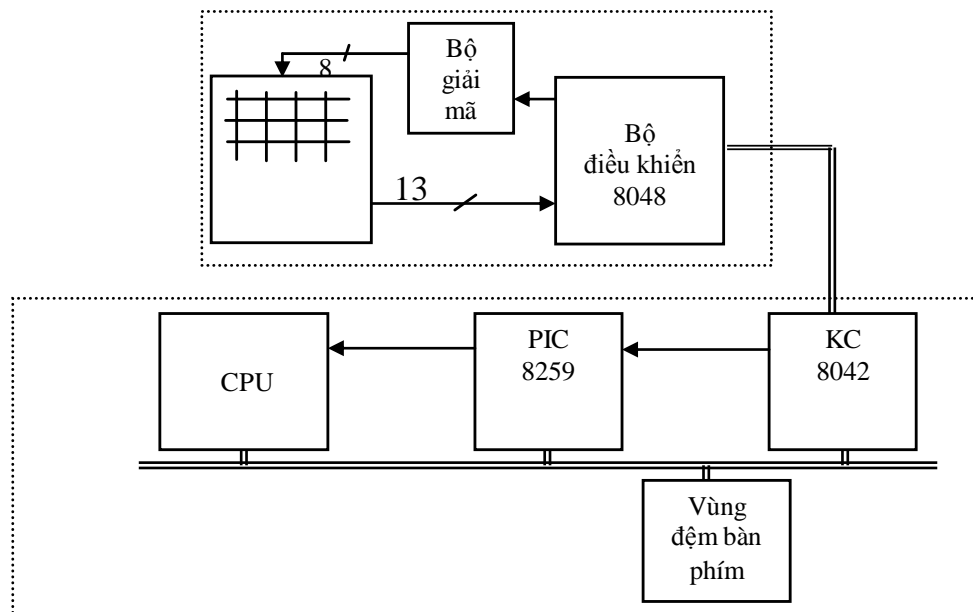 8
Bộ
giải
mã
Bộ
điều khiển
8048
13
CPU
PIC
8259
KC
8042
Vùng
đệm bàn
phím